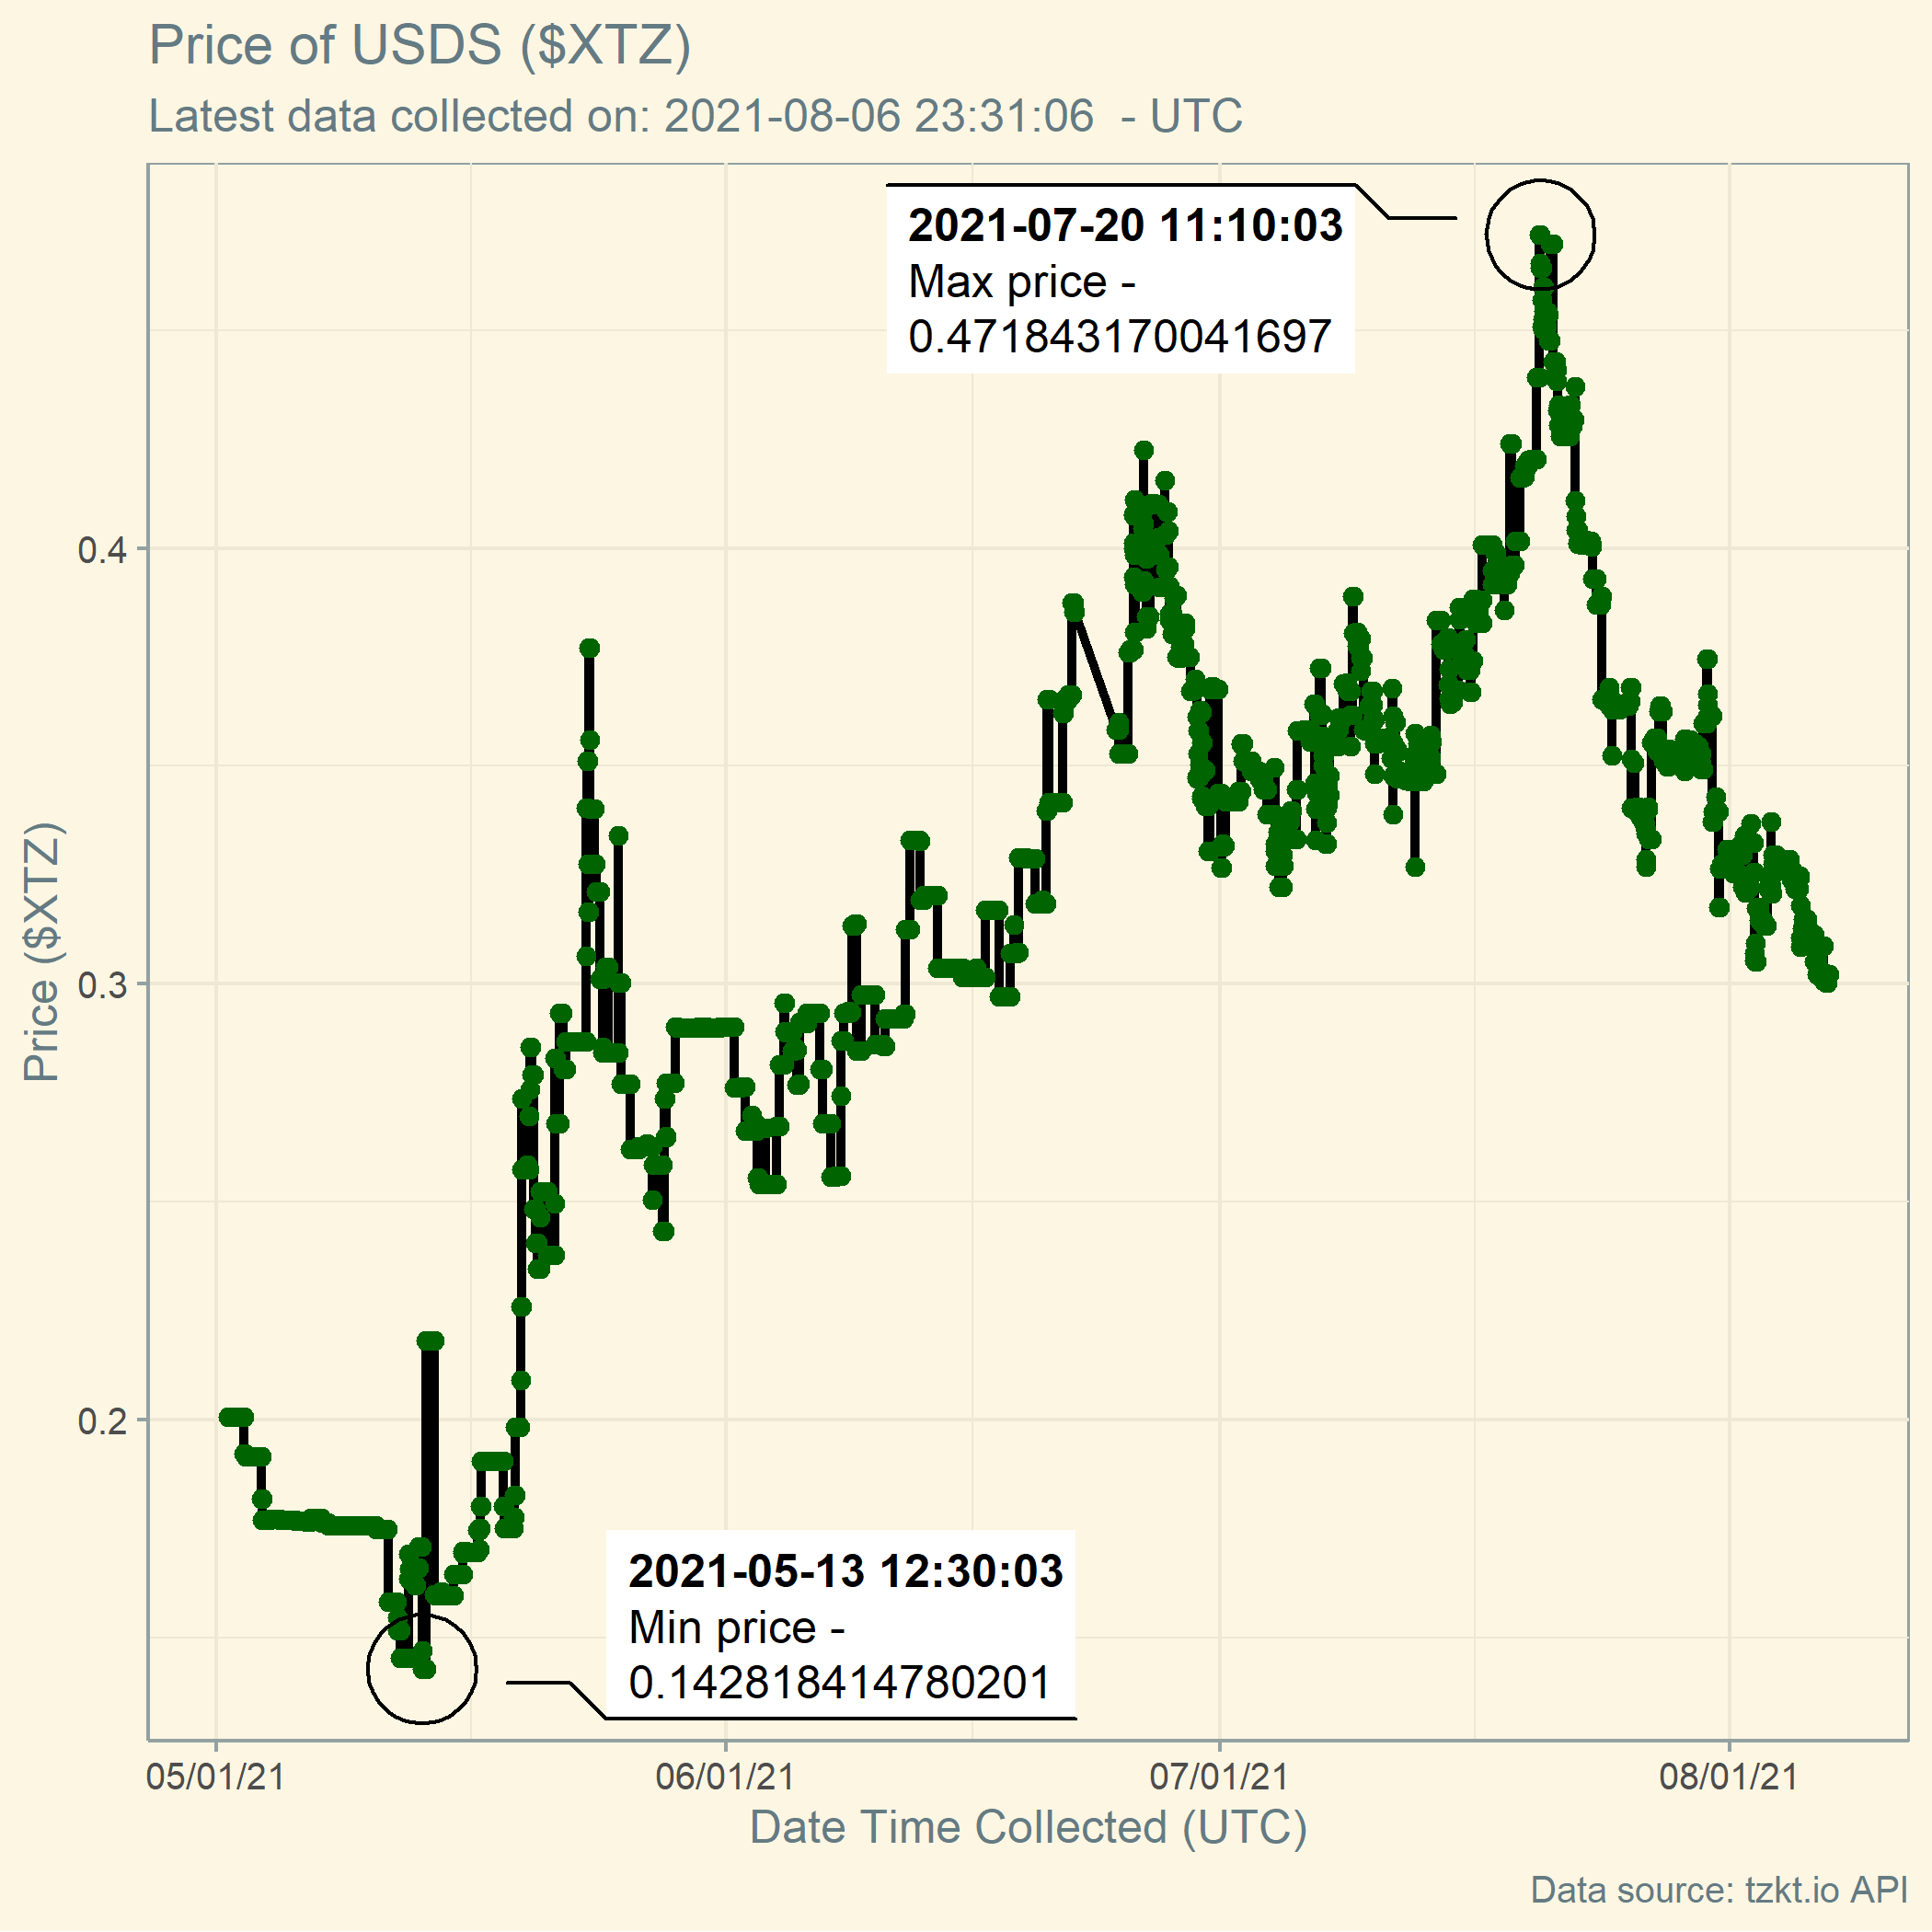 Price of USDS ($XTZ)
Latest data collected on: 2021-08-06 23:31:06  - UTC
2021-07-20 11:10:03
Max price -
0.471843170041697
0.4
0.3
0.2
Price ($XTZ)
2021-05-13 12:30:03
Min price -
0.142818414780201
05/01/21
06/01/21
07/01/21
08/01/21
Date Time Collected (UTC)
Data source: tzkt.io API